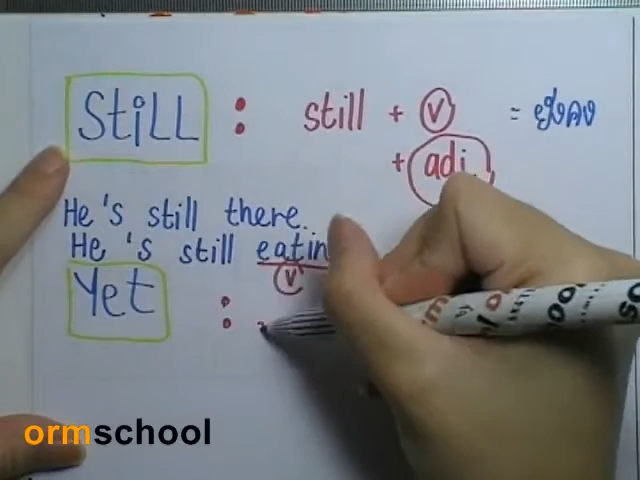 Still : still + v = ยังคง
+ adj.
He's still there.
He's still eatin
v
Yet :
ormschool